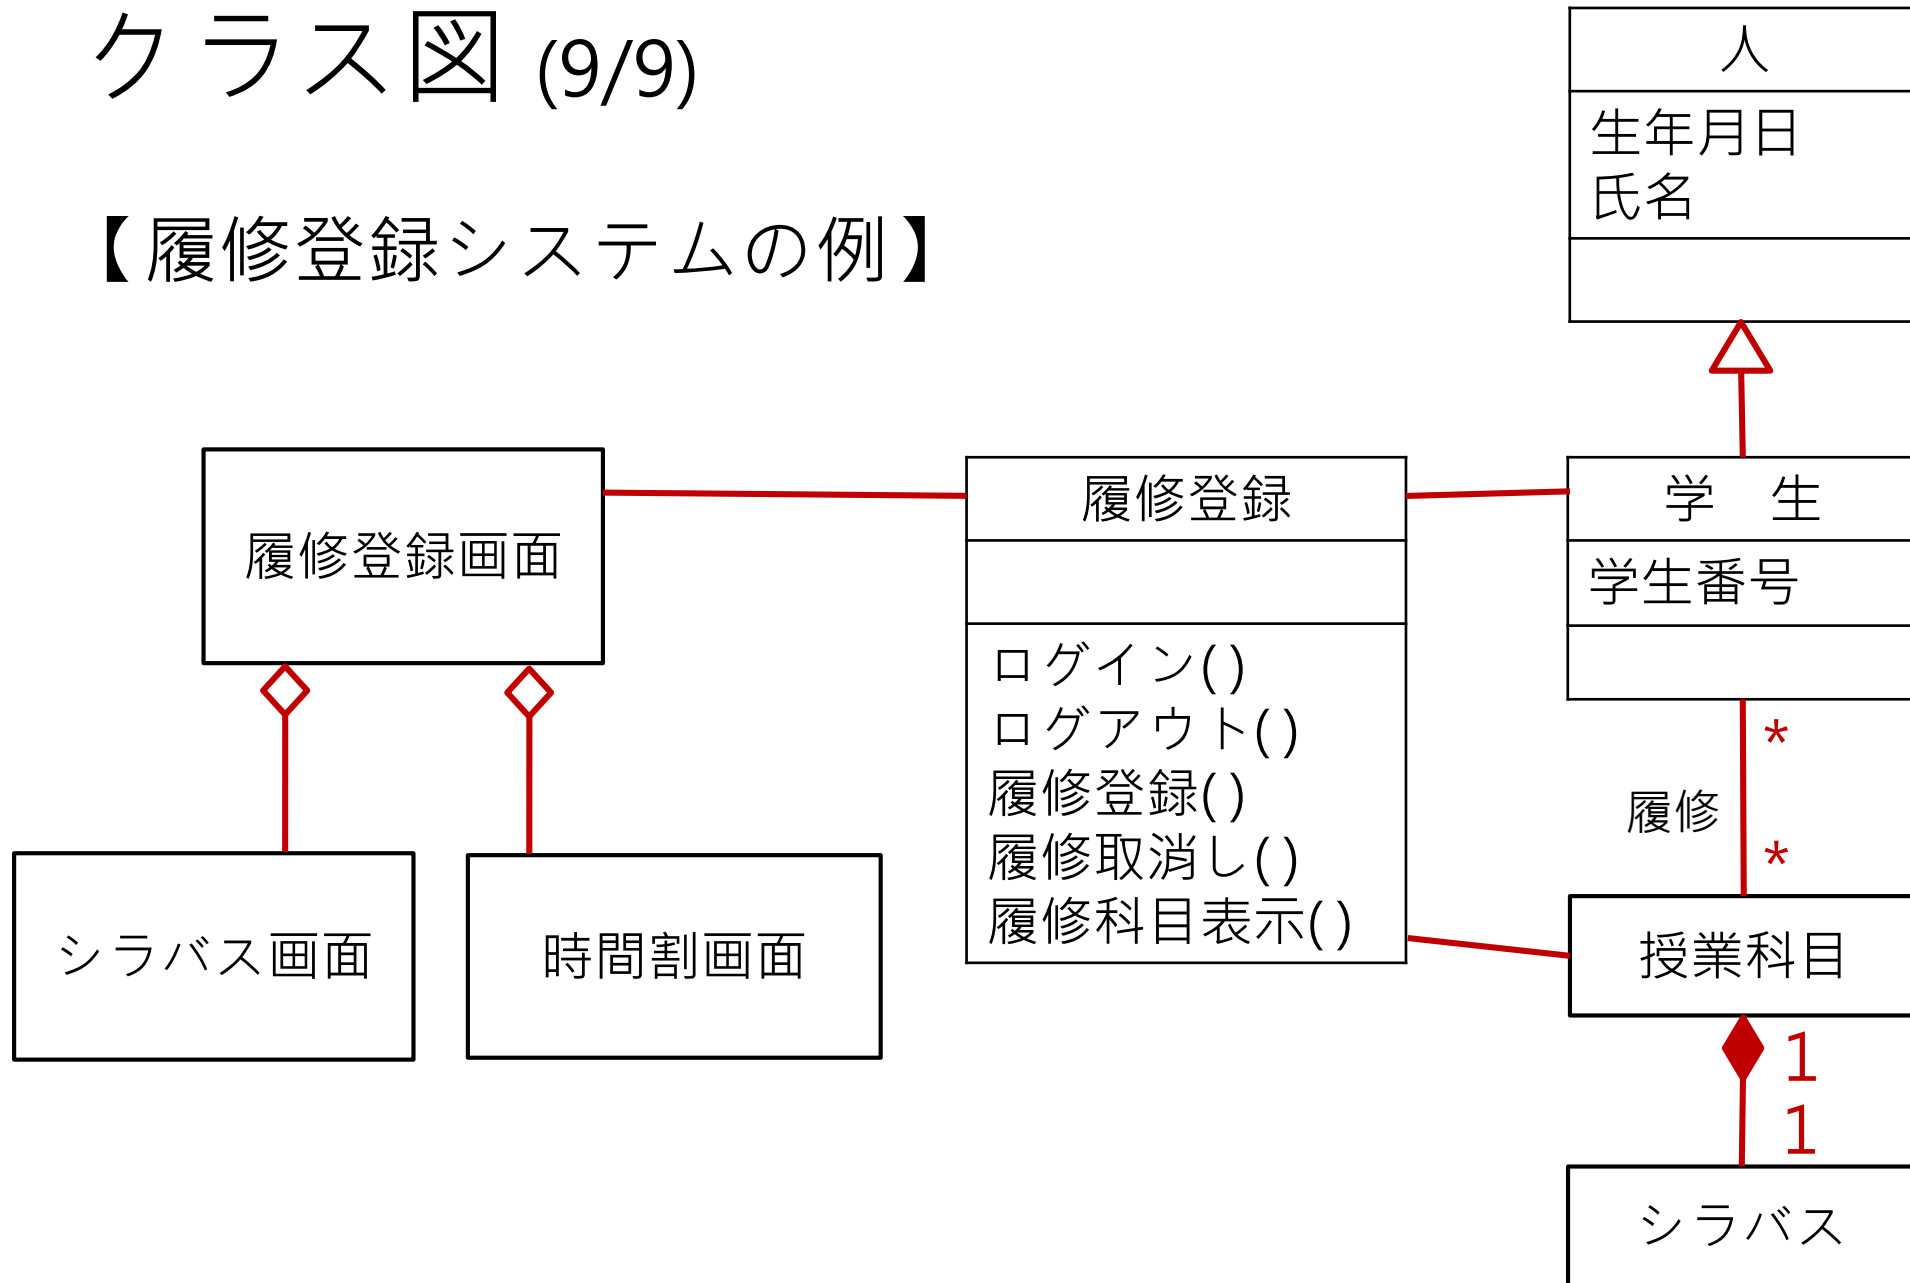 クラス図 (9/9)
【履修登録システムの例】
人
生年月日
氏名
履修登録画面
履修登録
ログイン()
ログアウト()
履修登録()
履修取消し()
履修科目表示()
学　生
学生番号
*
履修
*
シラバス画面
時間割画面
授業科目
1
1
シラバス